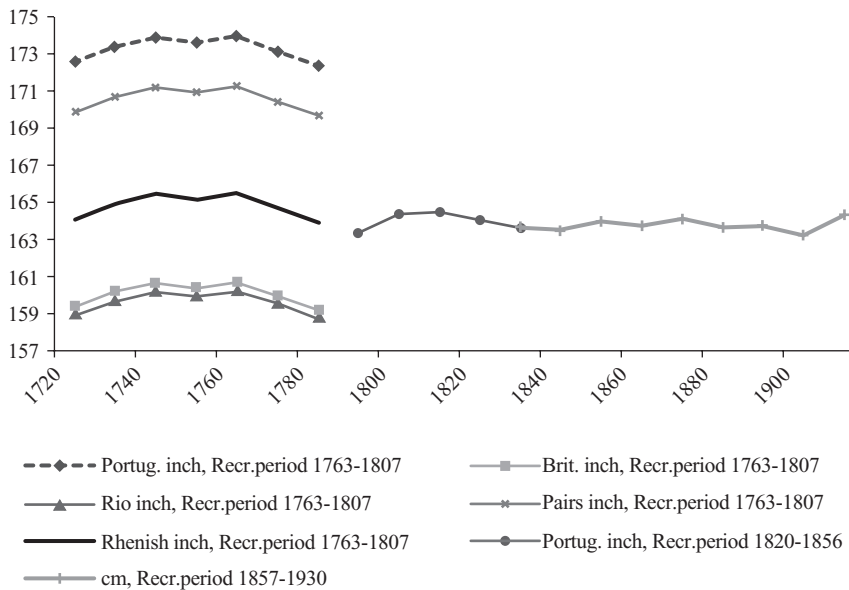 175
173
171
169
167
165
163
161
159
157
1720
1740
1760
1780
1800
1820
1840
1860
1880
1900
Portug. inch, Recr.period 1763-1807
Brit. inch, Recr.period 1763-1807
Rio inch, Recr.period 1763-1807
Pairs inch, Recr.period 1763-1807
Rhenish inch, Recr.period 1763-1807
Portug. inch, Recr.period 1820-1856
cm, Recr.period 1857-1930